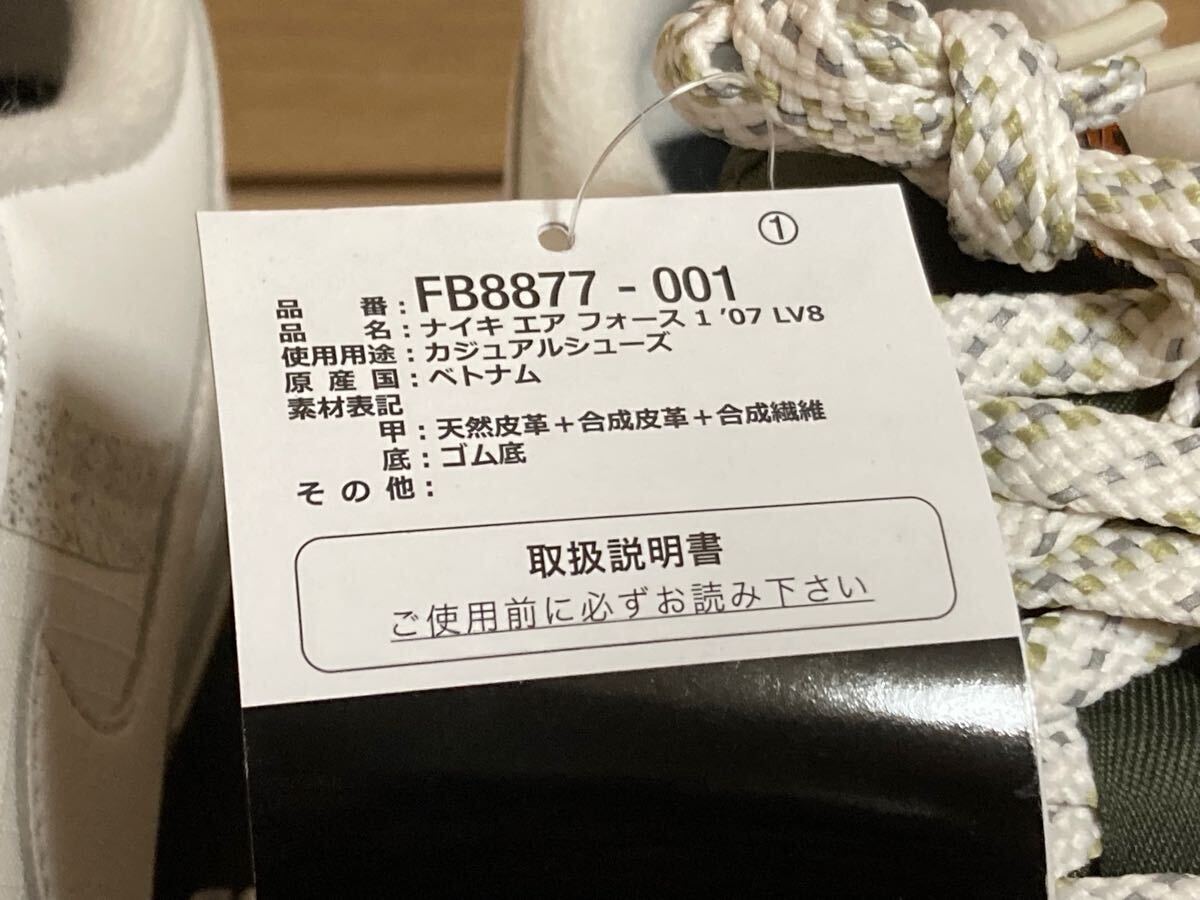 ①
品番：FB8877 - 001
品名：ナイキ エア フォース 1 '07 LV8
使用用途：カジュアルシューズ
原産国：ベトナム
素材表記
甲：天然皮革＋合成皮革＋合成繊維
底：ゴム底
その他：
取扱説明書
ご使用前に必ずお読み下さい